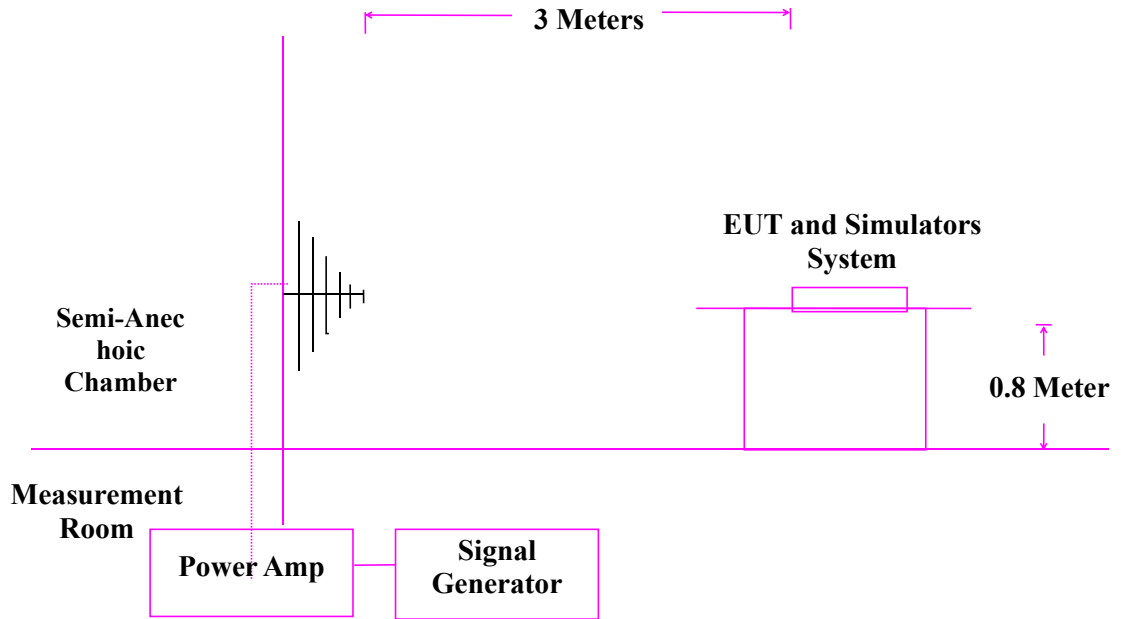 3 Meters
EUT and Simulators
System
Semi-Anec
hoic
Chamber
0.8 Meter
Measurement
Room
Power Amp
Signal
Generator